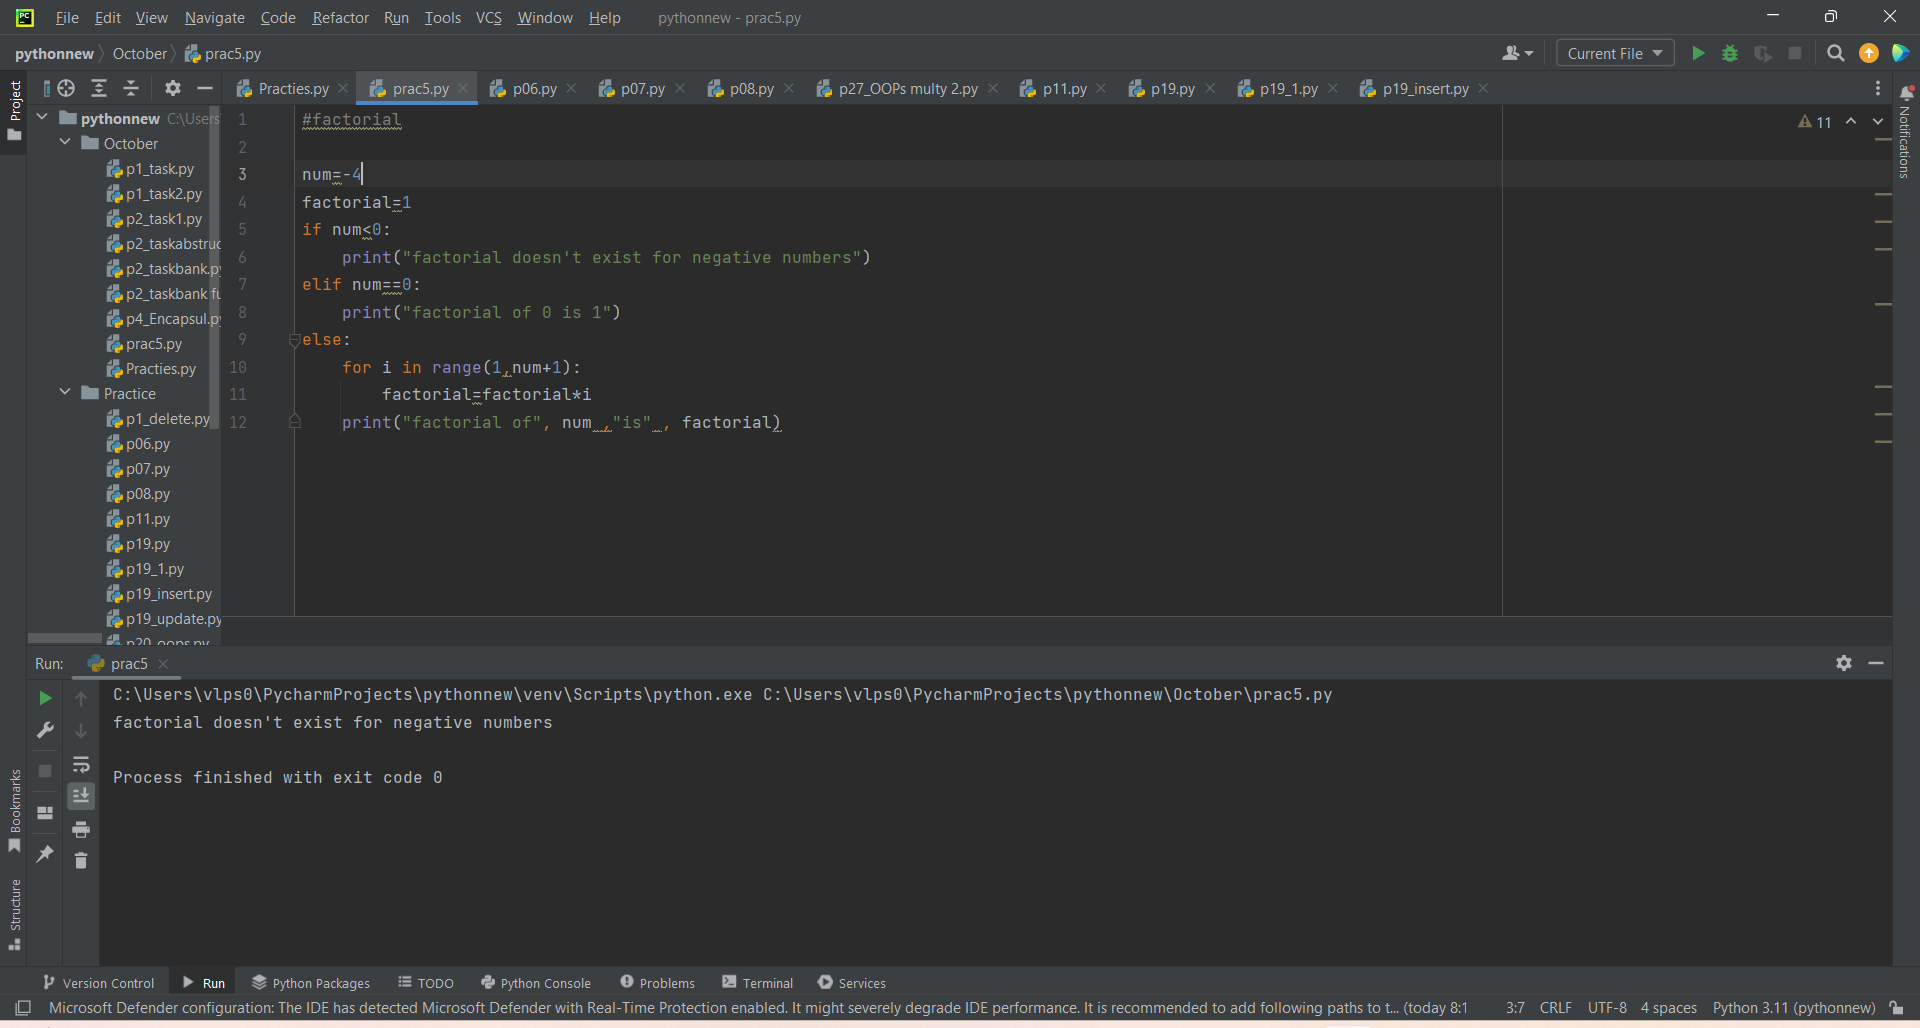 PC File Edit View Navigate Code Refactor Run Tools VCS Window Help pythonnew - prac5.py
pythonnew October prac5.py Current File
Project
Practies.py prac5.py p06.py p07.py p08.py p27_OOPs multy 2.py p11.py p19.py p19_1.py p19_insert.py
Notifications
pythonnew C:\Users
October
p1_task.py
p1_task2.py
p2_task1.py
p2_taskabstruc
p2_taskbank.py
p2_taskbank fu
p4_Encapsul.py
prac5.py
Practies.py
Practice
p1_delete.py
p06.py
p07.py
p08.py
p11.py
p19.py
p19_1.py
p19_insert.py
p19_update.py
p20_oops.py
11
1 #factorial
2
3 num=-4
4 factorial=1
5 if num<0:
6 print("factorial doesn't exist for negative numbers")
7 elif num==0:
8 print("factorial of 0 is 1")
9 else:
10 for i in range(1,num+1):
11 factorial=factorial*i
12 print("factorial of", num ,"is" , factorial)
Run: prac5
C:\Users\vlps0\PycharmProjects\pythonnew\venv\Scripts\python.exe C:\Users\vlps0\PycharmProjects\pythonnew\October\prac5.py
factorial doesn't exist for negative numbers
Process finished with exit code 0
Bookmarks
Structure
Version Control Run Python Packages TODO Python Console Problems Terminal Services
Microsoft Defender configuration: The IDE has detected Microsoft Defender with Real-Time Protection enabled. It might severely degrade IDE performance. It is recommended to add following paths to t... (today 8:1 3:7 CRLF UTF-8 4 spaces Python 3.11 (pythonnew)